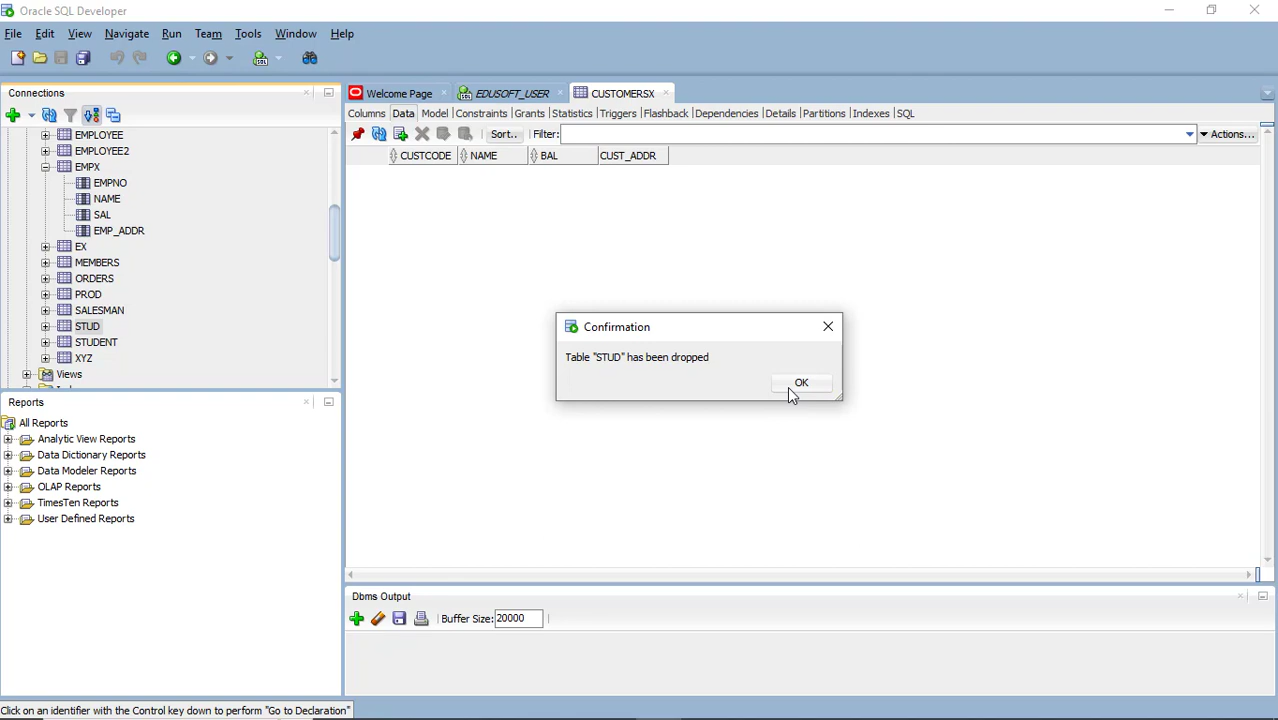 Oracle SQL Developer
File Edit View Navigate Run Team Tools Window Help
SQL
Connections
EMPLOYEE
EMPLOYEE2
EMPX
EMPNO
NAME
SAL
EMP_ADDR
EX
MEMBERS
ORDERS
PROD
SALESMAN
STUD
STUDENT
XYZ
Views
Reports
All Reports
Analytic View Reports
Data Dictionary Reports
Data Modeler Reports
OLAP Reports
TimesTen Reports
User Defined Reports
Welcome Page EDUSOFT_USER CUSTOMERSX
Columns Data Model Constraints Grants Statistics Triggers Flashback Dependencies Details Partitions Indexes SQL
Sort.. Filter: Actions...
CUSTCODE NAME BAL CUST_ADDR
Confirmation
Table "STUD" has been dropped
OK
Dbms Output
Buffer Size: 20000
Click on an identifier with the Control key down to perform "Go to Declaration"